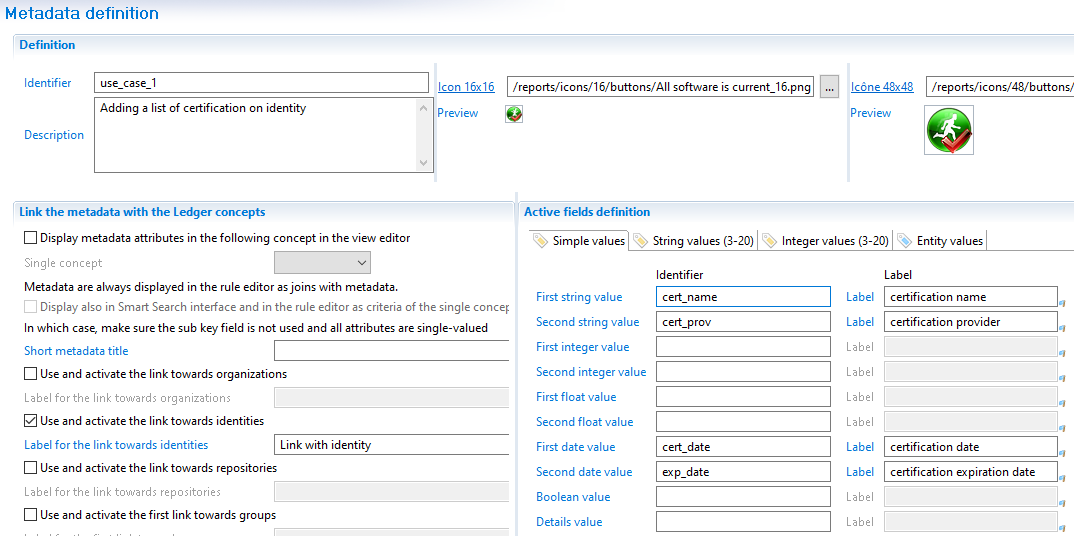 Metadata definition
Definition
Identifier
use_case_1
Description
Adding a list of certification on identity
Icon 16x16
/reports/icons/16/buttons/All software is current_16.png
...
Preview
Icône 48x48
/reports/icons/48/buttons/
Preview
Link the metadata with the Ledger concepts
Display metadata attributes in the following concept in the view editor
Single concept
Metadata are always displayed in the rule editor as joins with metadata.
Display also in Smart Search interface and in the rule editor as criteria of the single concep
In which case, make sure the sub key field is not used and all attributes are single-valued
Short metadata title
Use and activate the link towards organizations
Label for the link towards organizations
Use and activate the link towards identities
Label for the link towards identities
Link with identity
Use and activate the link towards repositories
Label for the link towards repositories
Use and activate the first link towards groups
Active fields definition
Simple values
String values (3-20)
Integer values (3-20)
Entity values
Identifier
Label
First string value
cert_name
Label
certification name
Second string value
cert_prov
Label
certification provider
First integer value
Label
Second integer value
Label
First float value
Label
Second float value
Label
First date value
cert_date
Label
certification date
Second date value
exp_date
Label
certification expiration date
Boolean value
Label
Details value
Label